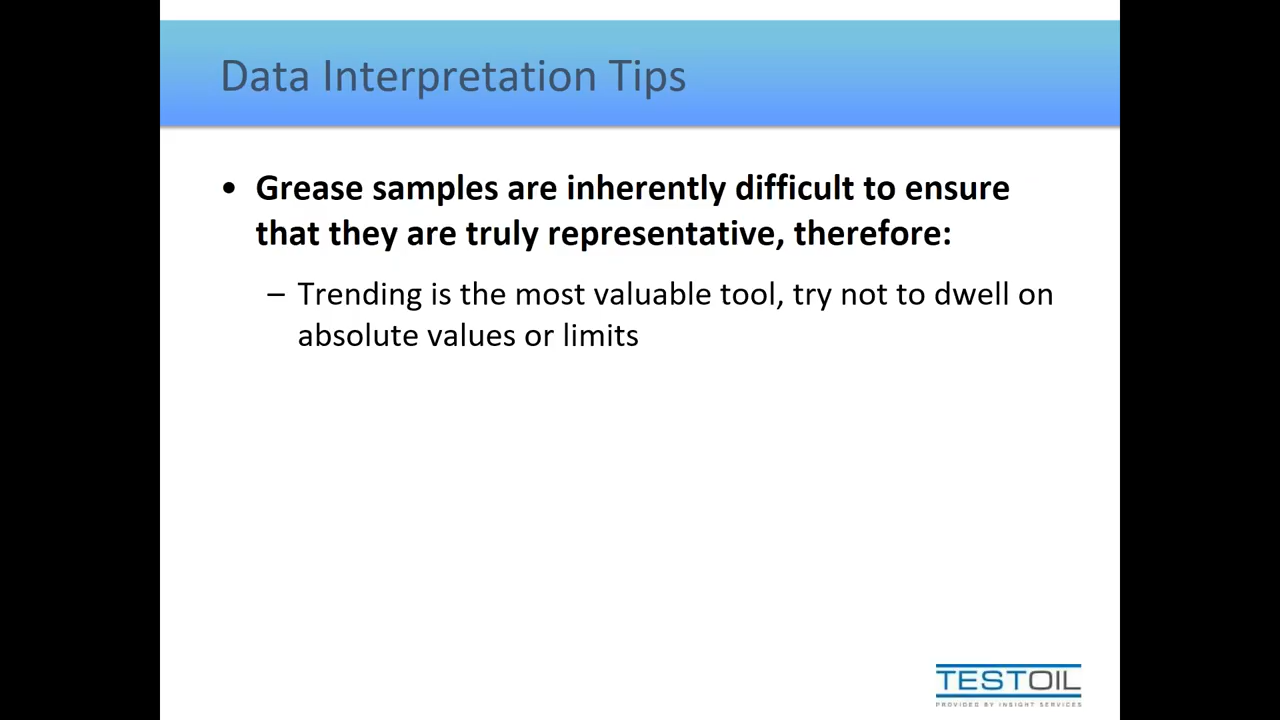 Data Interpretation Tips
• Grease samples are inherently difficult to ensure
that they are truly representative, therefore:
– Trending is the most valuable tool, try not to dwell on
absolute values or limits
TESTOIL
PROVIDED BY INSIGHT SERVICES